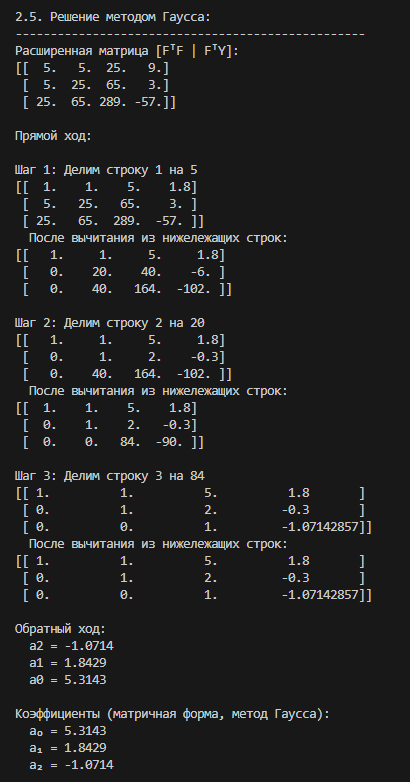 2.5. Решение методом Гаусса:
--------------------------------------------------
Расширенная матрица [FᵀF | FᵀY]:
[[  5.   5.  25.   9.]
 [  5.  25.  65.   3.]
 [ 25.  65. 289. -57.]]
Прямой ход:
Шаг 1: Делим строку 1 на 5
[[  1.    1.    5.    1.8]
 [  5.   25.   65.    3. ]
 [ 25.   65.  289.  -57. ]]
  После вычитания из нижележащих строк:
[[   1.     1.     5.     1.8]
 [   0.    20.    40.    -6. ]
 [   0.    40.   164.  -102. ]]
Шаг 2: Делим строку 2 на 20
[[   1.     1.     5.     1.8]
 [   0.     1.     2.    -0.3]
 [   0.    40.   164.  -102. ]]
  После вычитания из нижележащих строк:
[[  1.    1.    5.    1.8]
 [  0.    1.    2.   -0.3]
 [  0.    0.   84.  -90. ]]
Шаг 3: Делим строку 3 на 84
[[ 1.          1.          5.          1.8       ]
 [ 0.          1.          2.         -0.3       ]
 [ 0.          0.          1.         -1.07142857]]
  После вычитания из нижележащих строк:
[[ 1.          1.          5.          1.8       ]
 [ 0.          1.          2.         -0.3       ]
 [ 0.          0.          1.         -1.07142857]]
Обратный ход:
  a2 = -1.0714
  a1 = 1.8429
  a0 = 5.3143
Коэффициенты (матричная форма, метод Гаусса):
  a₀ = 5.3143
  a₁ = 1.8429
  a₂ = -1.0714